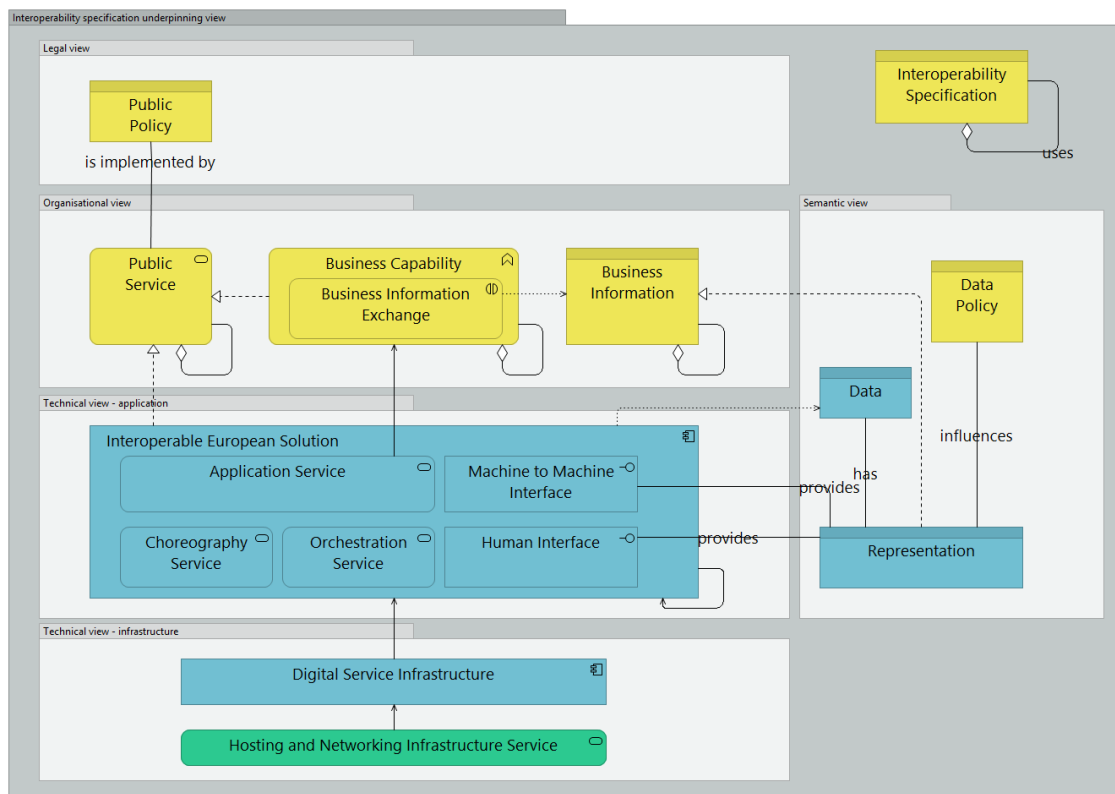 Interoperability specification underpinning view
Legal view
Public
Policy
is implemented by
Interoperability
Specification
uses
Organisational view
Public
Service
Business Capability
Business Information
Exchange
Business
Information
Semantic view
Data
Policy
Data
influences
has
provides
provides
Representation
Technical view - application
Interoperable European Solution
Application Service
Machine to Machine
Interface
Choreography
Service
Orchestration
Service
Human Interface
Technical view - infrastructure
Digital Service Infrastructure
Hosting and Networking Infrastructure Service